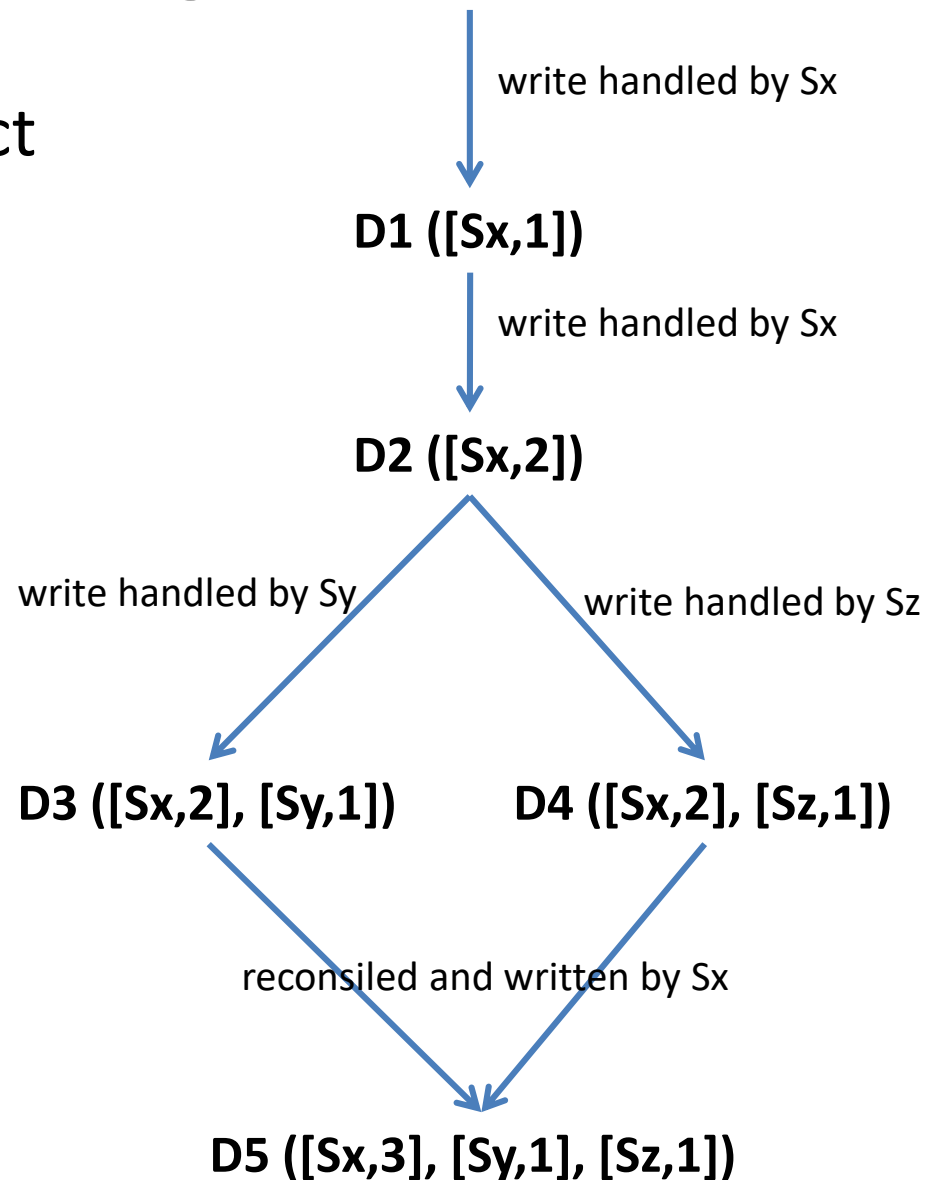 write handled by Sx
ct
D1 ([Sx,1])
write handled by Sx
D2 ([Sx,2])
write handled by Sy
write handled by Sz
D3 ([Sx,2], [Sy,1])
D4 ([Sx,2], [Sz,1])
reconsiled and written by Sx
D5 ([Sx,3], [Sy,1], [Sz,1])